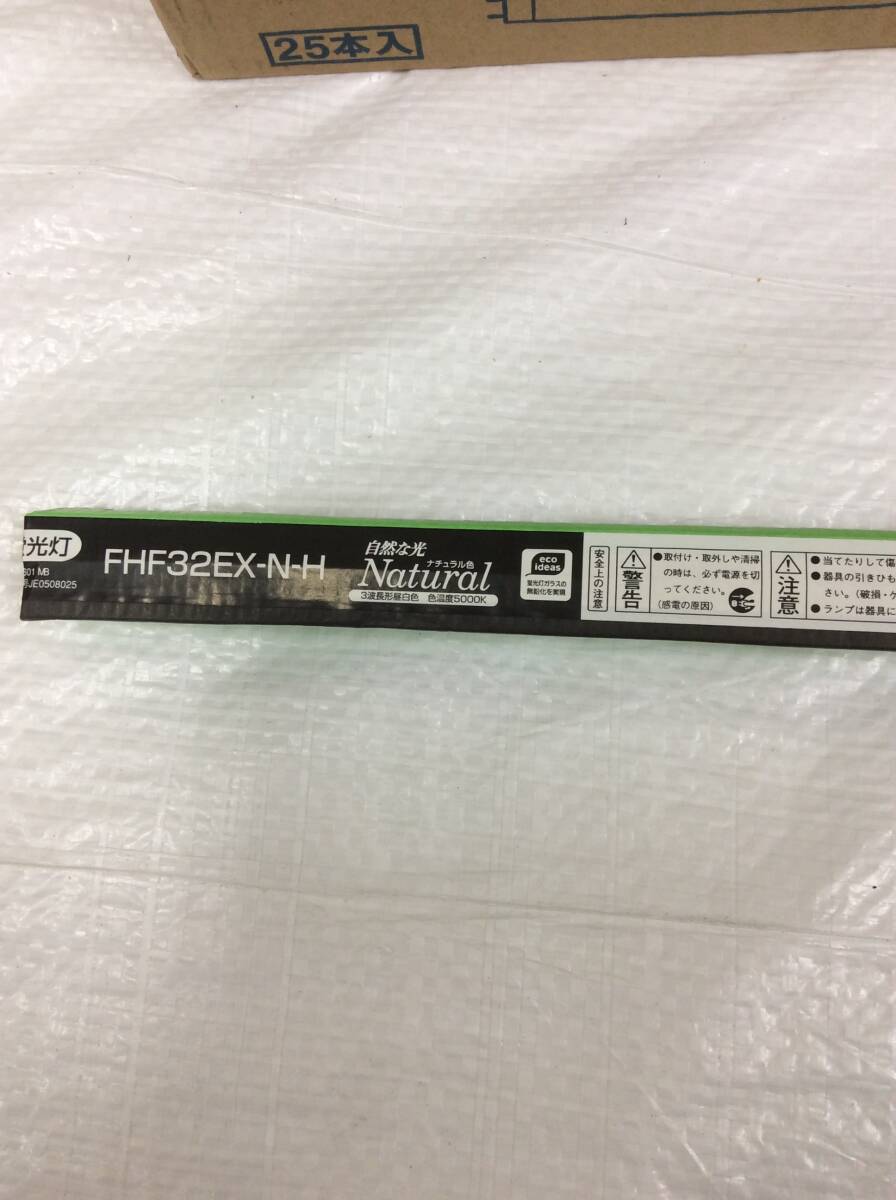 25本入
光灯
601 MB
JE0508025
FHF32EX-N-H
自然な光
ナチュラル色
Natural
3波長形昼白色 色温度5000K
eco
ideas
蛍光灯ガラスの
無鉛化を実現
安全上の注意
警告
●取付け・取外しや清掃
の時は、必ず電源を切
ってください。
(感電の原因)
注意
●当てたりして傷
●器具の引きひも
さい。(破損・ケ
●ランプは器具に